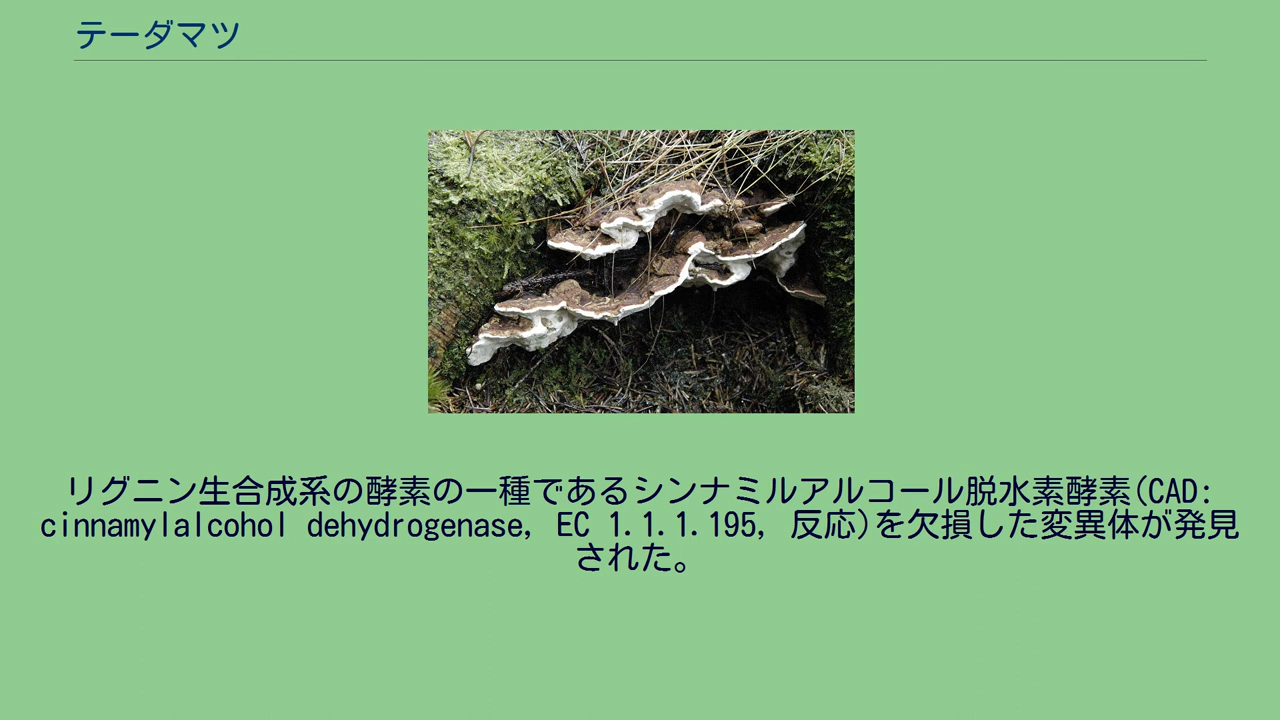 テーダマツ
リグニン生合成系の酵素の一種であるシンナミルアルコール脱水素酵素(CAD:
cinnamylalcohol dehydrogenase, EC 1.1.1.195, 反応)を欠損した変異体が発見
された。